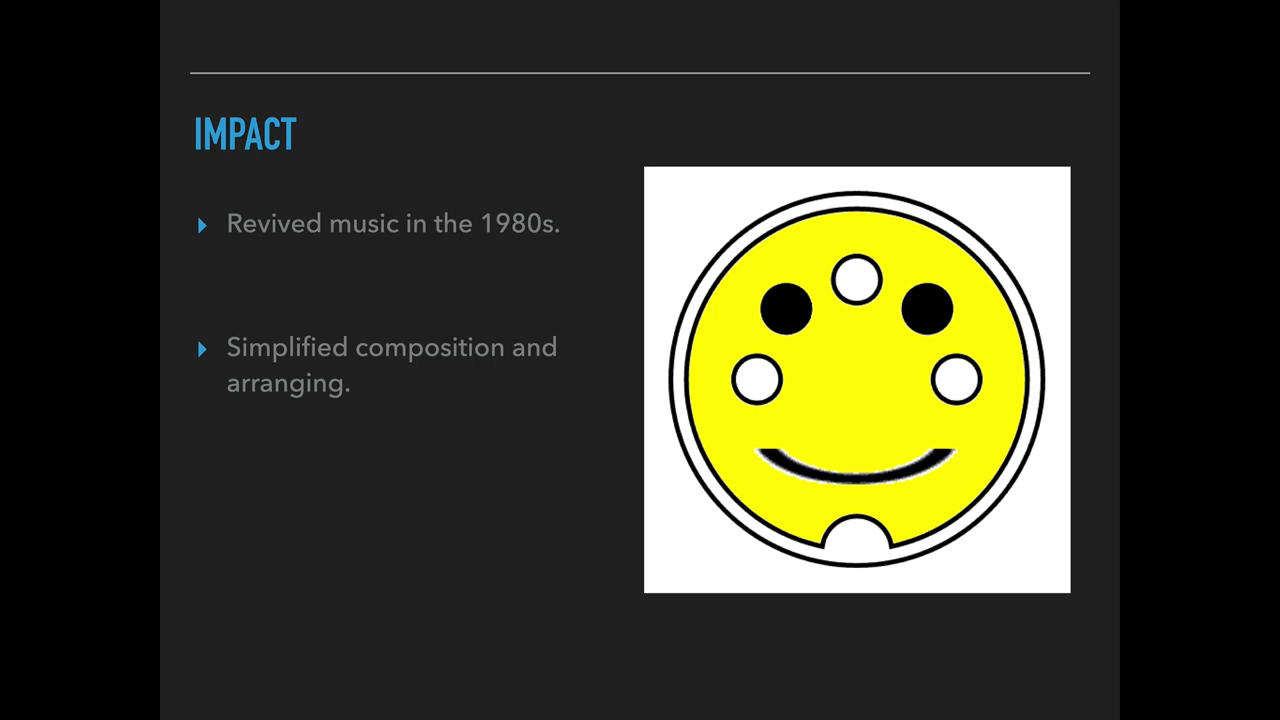 IMPACT
Revived music in the 1980s.
Simplified composition and
arranging.